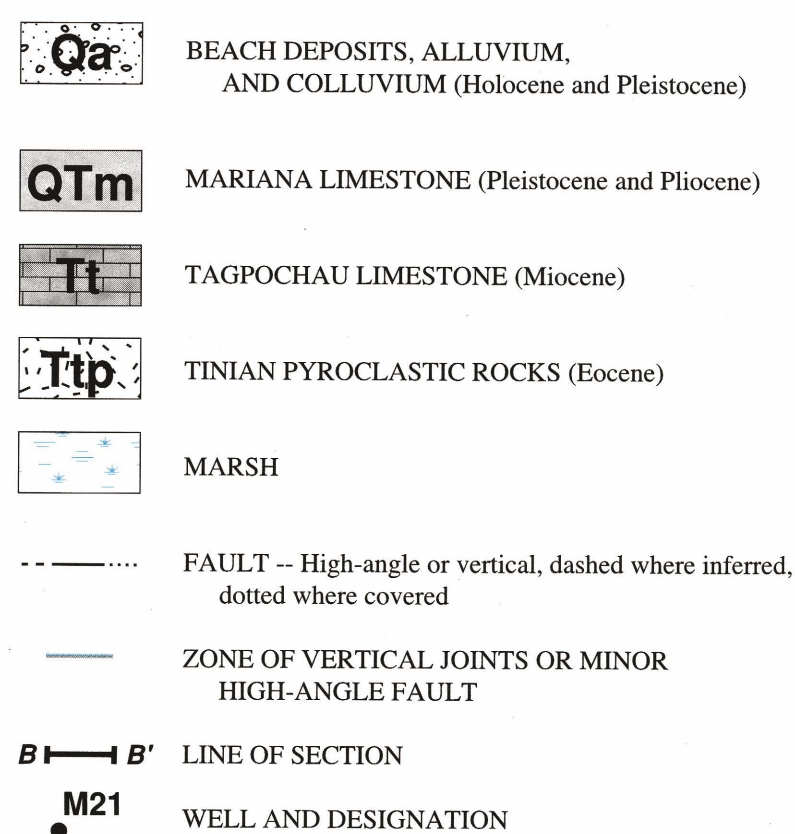 Qa BEACH DEPOSITS, ALLUVIUM,
AND COLLUVIUM (Holocene and Pleistocene)
QTm MARIANA LIMESTONE (Pleistocene and Pliocene)
Tt TAGPOCHAU LIMESTONE (Miocene)
Ttp TINIAN PYROCLASTIC ROCKS (Eocene)
MARSH
FAULT -- High-angle or vertical, dashed where inferred,
dotted where covered
ZONE OF VERTICAL JOINTS OR MINOR
HIGH-ANGLE FAULT
B B' LINE OF SECTION
M21
WELL AND DESIGNATION